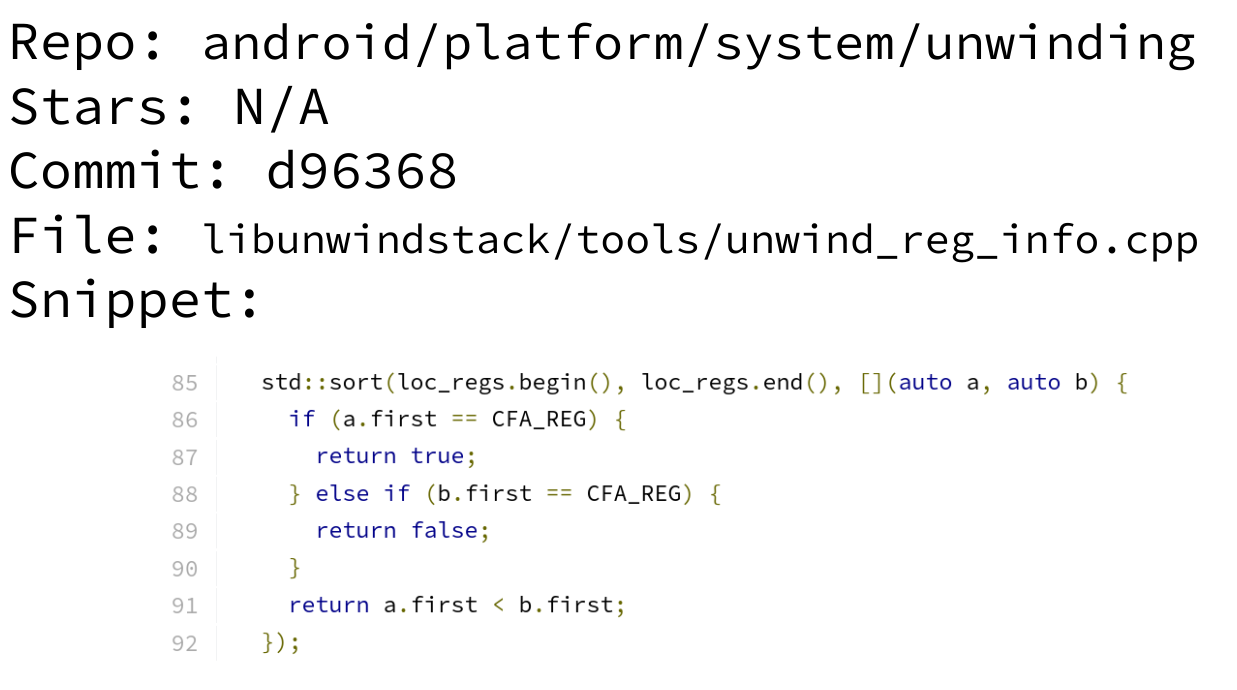 Repo: android/platform/system/unwinding
Stars: N/A
Commit: d96368
File: libunwindstack/tools/unwind_reg_info.cpp
Snippet:
85 std::sort(loc_regs.begin(), loc_regs.end(), [](auto a, auto b) {
86 if (a.first == CFA_REG) {
87 return true;
88 } else if (b.first == CFA_REG) {
89 return false;
90 }
91 return a.first < b.first;
92 });